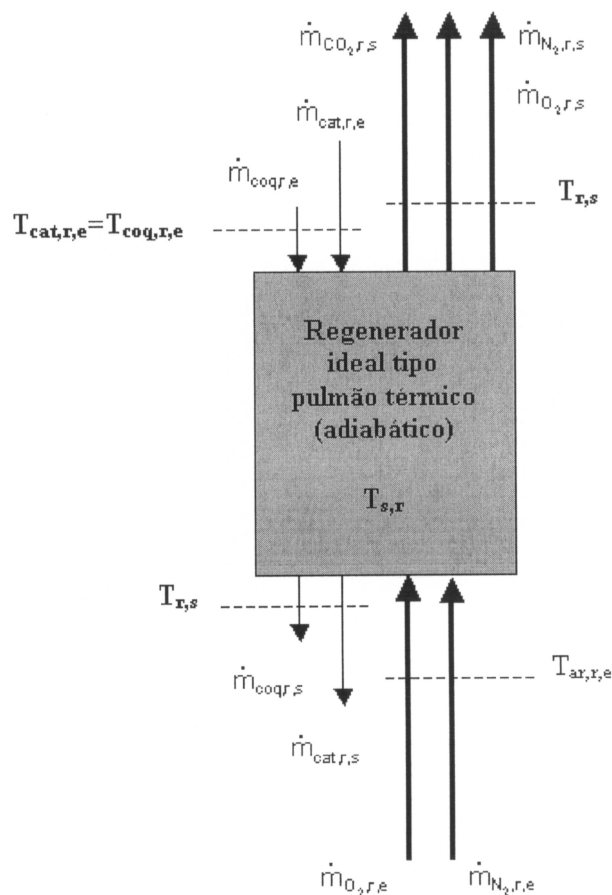 ṁCO₂,r,s
ṁN₂,r,s
ṁcat,r,e
ṁO₂,r,s
ṁcoq,r,e
Tr,s
Tcat,r,e=Tcoq,r,e
Regenerador
ideal tipo
pulmão térmico
(adiabático)
Ts,r
Tr,s
Tar,r,e
ṁcoq,r,s
ṁcat,r,s
ṁO₂,r,e
ṁN₂,r,e